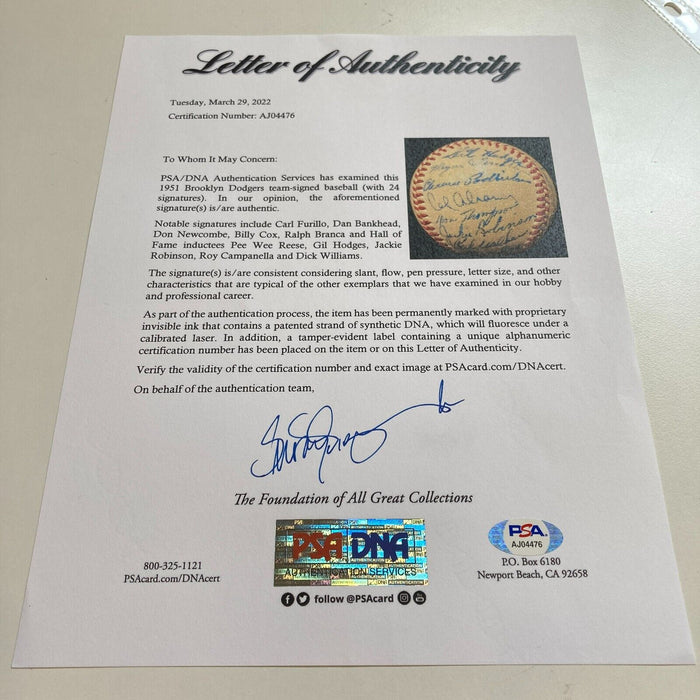 Letter of Authenticity
Tuesday, March 29, 2022
Certification Number: AJ04476
To Whom It May Concern:
PSA/DNA Authentication Services has examined this
1951 Brooklyn Dodgers team-signed baseball (with 24
signatures). In our opinion, the aforementioned
signature(s) is/are authentic.
Notable signatures include Carl Furillo, Dan Bankhead,
Don Newcombe, Billy Cox, Ralph Branca and Hall of
Fame inductees Pee Wee Reese, Gil Hodges, Jackie
Robinson, Roy Campanella and Dick Williams.
Clarence Podbielan
Cal Abrams
Don Thompson
Jackie Robinson
The signature(s) is/are consistent considering slant, flow, pen pressure, letter size, and other
characteristics that are typical of the other exemplars that we have examined in our hobby
and professional career.
As part of the authentication process, the item has been permanently marked with proprietary
invisible ink that contains a patented strand of synthetic DNA, which will fluoresce under a
calibrated laser. In addition, a tamper-evident label containing a unique alphanumeric
certification number has been placed on the item or on this Letter of Authenticity.
Verify the validity of the certification number and exact image at PSAcard.com/DNAcert.
On behalf of the authentication team,
The Foundation of All Great Collections
PSA DNA
AUTHENTICATION SERVICES
PSA
AJ04476
800-325-1121
PSAcard.com/DNAcert
P.O. Box 6180
Newport Beach, CA 92658
follow @PSAcard